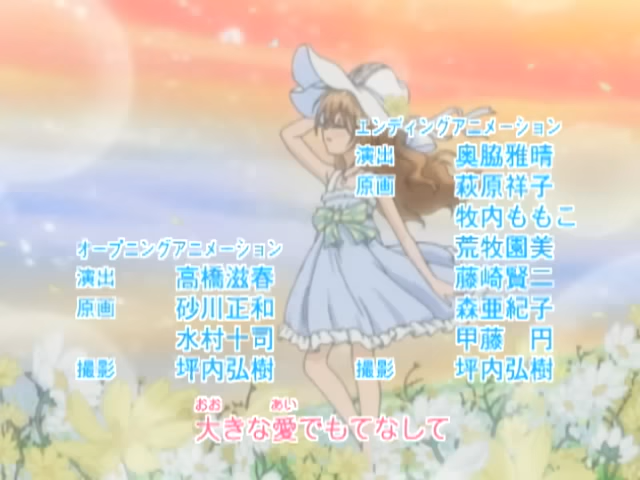 エンディングアニメーション
演出 奥脇雅晴
原画 萩原祥子
牧内ももこ
荒牧園美
藤崎賢二
森亜紀子
甲藤 円
撮影 坪内弘樹
オープニングアニメーション
演出 高橋滋春
原画 砂川正和
水村十司
撮影 坪内弘樹
おお あい
大きな愛でもてなして